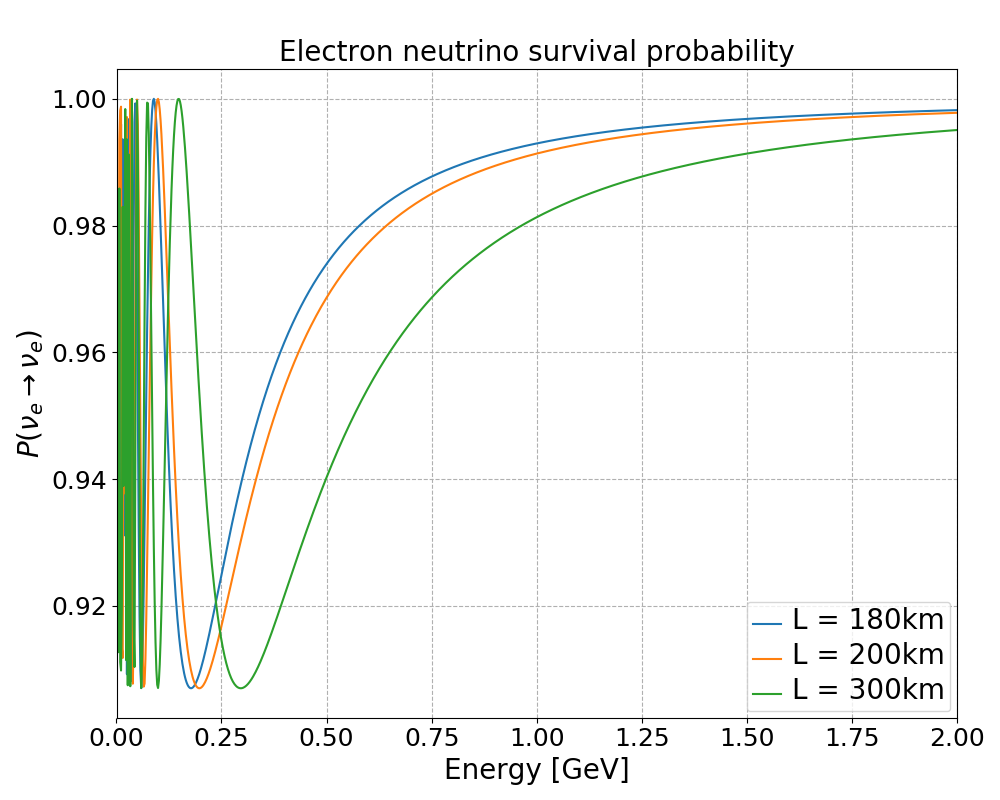 Electron neutrino survival probability
1.00
0.98
0.96
0.94
0.92
P(νₑ → νₑ)
L = 180km
L = 200km
L = 300km
0.00 0.25 0.50 0.75 1.00 1.25 1.50 1.75 2.00
Energy [GeV]